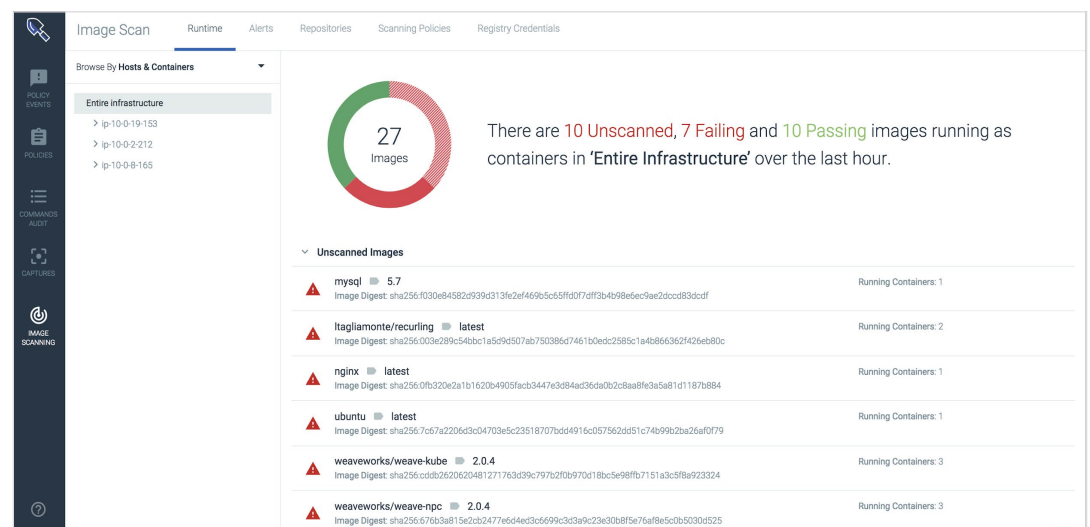 Image Scan
Runtime
Alerts
Repositories
Scanning Policies
Registry Credentials
POLICY
EVENTS
POLICIES
COMMANDS
AUDIT
CAPTURES
IMAGE
SCANNING
Browse By Hosts & Containers
Entire infrastructure
ip-10-0-19-153
ip-10-0-2-212
ip-10-0-8-165
27
Images
There are 10 Unscanned, 7 Failing and 10 Passing images running as
containers in ‘Entire Infrastructure’ over the last hour.
Unscanned Images
mysql 5.7
Running Containers: 1
Image Digest: sha256:f030e84582d939d313fe2ef469b5c65ffd0f7dff3b4b98e6ec9ae2dccd83dcdf
ltagliamonte/recurling latest
Running Containers: 2
Image Digest: sha256:003e289c54bbc1a5d9d507ab750386d7461b0edc2585c1a4b866362f426eb80c
nginx latest
Running Containers: 1
Image Digest: sha256:0fb320e2a1b1620b4905facb3447e3d84ad36da0b2c8aa8fe3a5a81d1187b884
ubuntu latest
Running Containers: 1
Image Digest: sha256:7c67a2206d3c04703e5c23518707bdd4916c057562dd51c74b99b2ba26af0f79
weaveworks/weave-kube 2.0.4
Running Containers: 3
Image Digest: sha256:cddb2620620481271763d39c797b2f0b970d18bc5e98ffb7151a3c5f8a923324
weaveworks/weave-npc 2.0.4
Running Containers: 3
Image Digest: sha256:676b3a815e2cb2477e6d4ed3c6699c3d3a9c23e30b8f5e76af8e5c0b5030d525